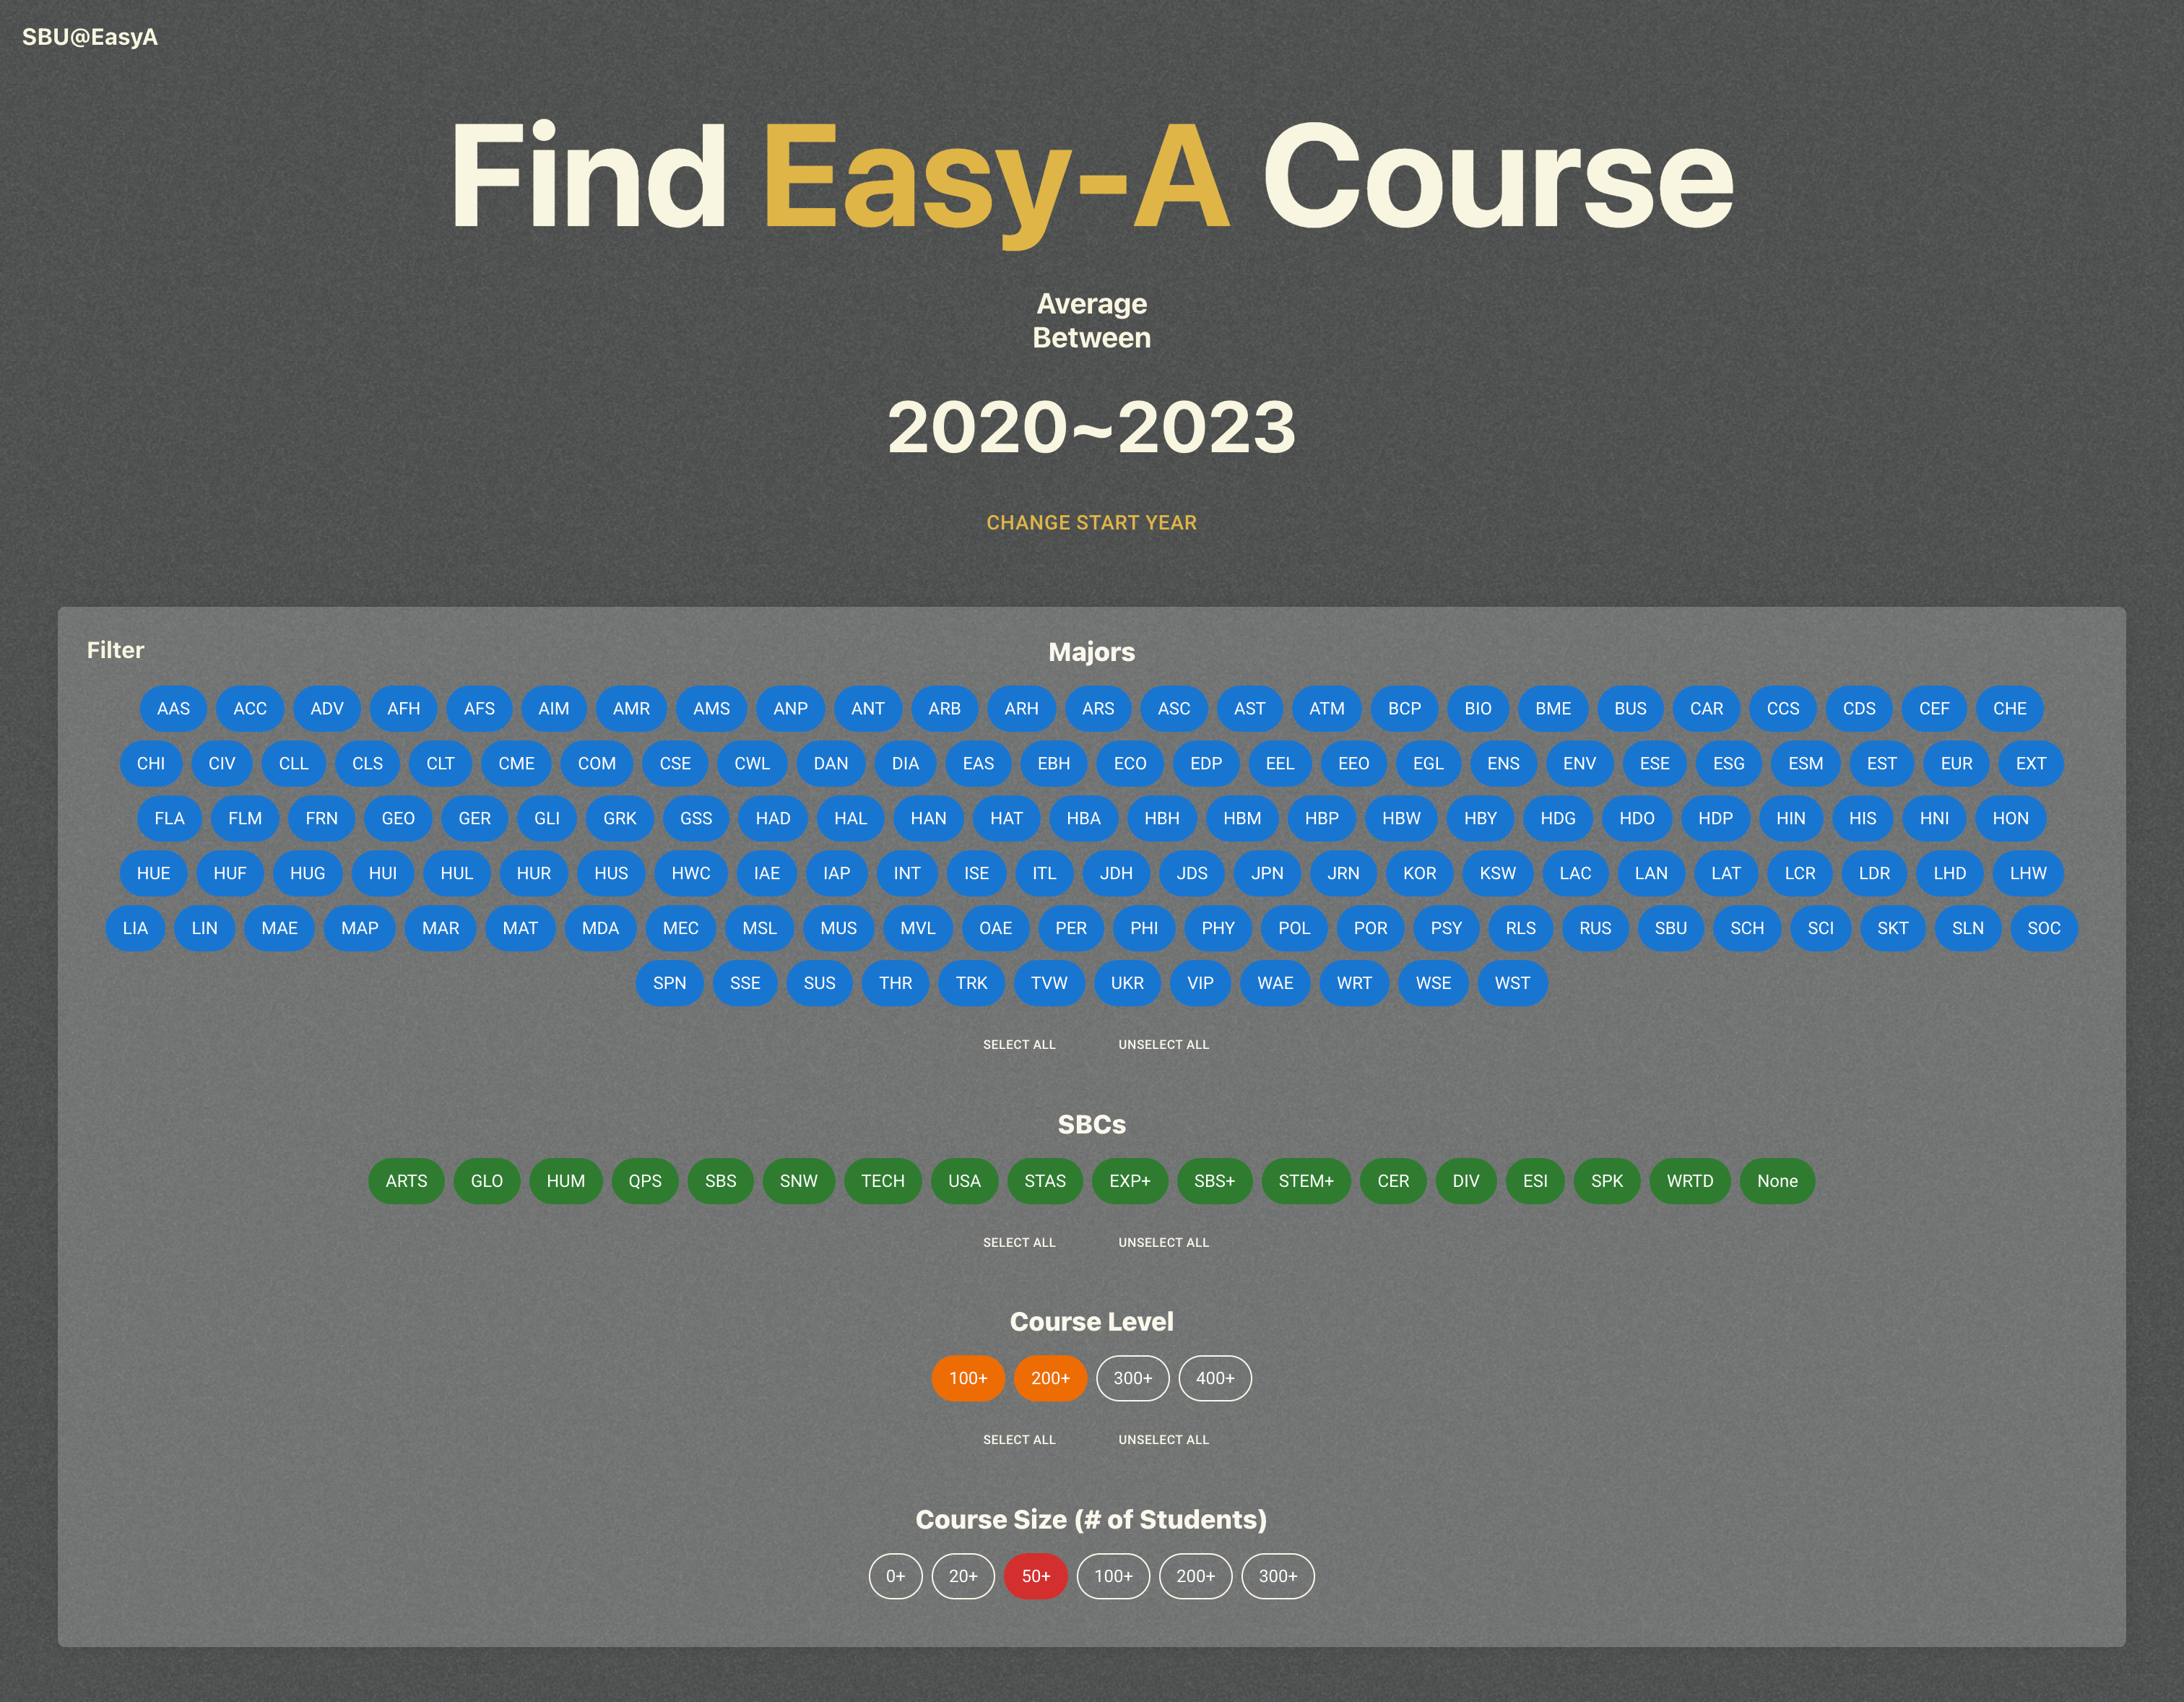 SBU@EasyA
Find Easy-A Course
Average
Between
2020~2023
CHANGE START YEAR
Filter
Majors
AAS ACC ADV AFH AFS AIM AMR AMS ANP ANT ARB ARH ARS ASC AST ATM BCP BIO BME BUS CAR CCS CDS CEF CHE
CHI CIV CLL CLS CLT CME COM CSE CWL DAN DIA EAS EBH ECO EDP EEL EEO EGL ENS ENV ESE ESG ESM EST EUR EXT
FLA FLM FRN GEO GER GLI GRK GSS HAD HAL HAN HAT HBA HBH HBM HBP HBW HBY HDG HDO HDP HIN HIS HNI HON
HUE HUF HUG HUI HUL HUR HUS HWC IAE IAP INT ISE ITL JDH JDS JPN JRN KOR KSW LAC LAN LAT LCR LDR LHD LHW
LIA LIN MAE MAP MAR MAT MDA MEC MSL MUS MVL OAE PER PHI PHY POL POR PSY RLS RUS SBU SCH SCI SKT SLN SOC
SPN SSE SUS THR TRK TVW UKR VIP WAE WRT WSE WST
SELECT ALL UNSELECT ALL
SBCs
ARTS GLO HUM QPS SBS SNW TECH USA STAS EXP+ SBS+ STEM+ CER DIV ESI SPK WRTD None
SELECT ALL UNSELECT ALL
Course Level
100+ 200+ 300+ 400+
SELECT ALL UNSELECT ALL
Course Size (# of Students)
0+ 20+ 50+ 100+ 200+ 300+